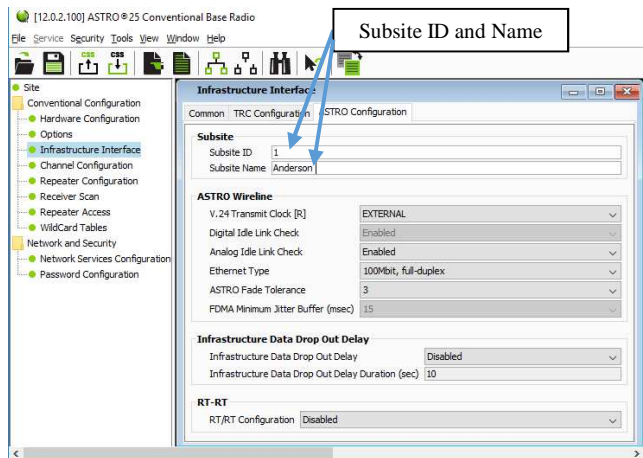 [12.0.2.100] ASTRO®25 Conventional Base Radio
Subsite ID and Name
File Service Security Tools View Window Help
css css
Site
Conventional Configuration
Hardware Configuration
Options
Infrastructure Interface
Channel Configuration
Repeater Configuration
Receiver Scan
Repeater Access
WildCard Tables
Network and Security
Network Services Configuration
Password Configuration
Infrastructure Interface
Common TRC Configuration ASTRO Configuration
Subsite
Subsite ID 1
Subsite Name Anderson
ASTRO Wireline
V.24 Transmit Clock [R] EXTERNAL
Digital Idle Link Check Enabled
Analog Idle Link Check Enabled
Ethernet Type 100Mbit, full-duplex
ASTRO Fade Tolerance 3
FDMA Minimum Jitter Buffer (msec) 15
Infrastructure Data Drop Out Delay
Infrastructure Data Drop Out Delay Disabled
Infrastructure Data Drop Out Delay Duration (sec) 10
RT-RT
RT/RT Configuration Disabled